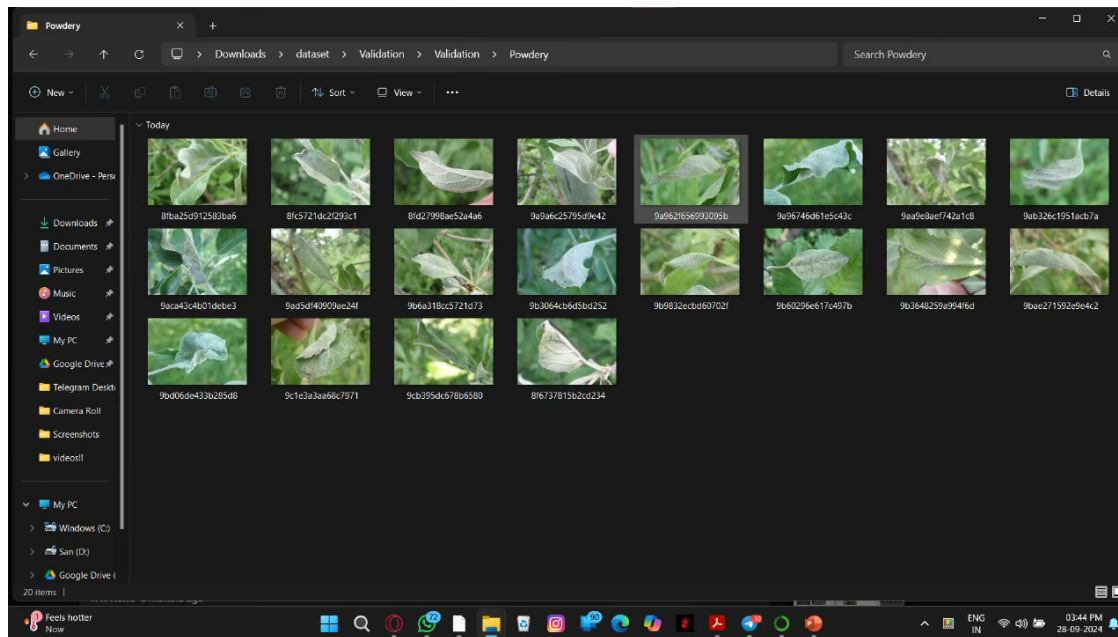 Powdery
Downloads > dataset > Validation > Validation > Powdery
Search Powdery
New
Sort
View
Details
Home
Gallery
OneDrive - Perso
Downloads
Documents
Pictures
Music
Videos
My PC
Google Drive
Telegram Deskt
Camera Roll
Screenshots
videos!!
My PC
Windows (C:)
San (D:)
Google Drive (
Today
8fba25d912583ba6
8fc5721dc2f293c1
8fd27998ae52a4a6
9a9a6c25795d9e42
9a962f656993095b
9a96746d61e5c43c
9aa9e8aef742a1c8
9ab326c1951acb7a
9aca43c4b01debe3
9ad5df40909ae24f
9b6a318cc5721d73
9b3064cb6d5bd252
9b9832ecbd60702f
9b60296e617c497b
9b3648259a994f6d
9bae271592e9e4c2
9bd06de433b285d8
9c1e3a3aa68c7971
9cb395dc678b6580
8f6737815b2cd234
20 items
1
Feels hotter
Now
72
90
ENG
IN
03:44 PM
28-09-2024